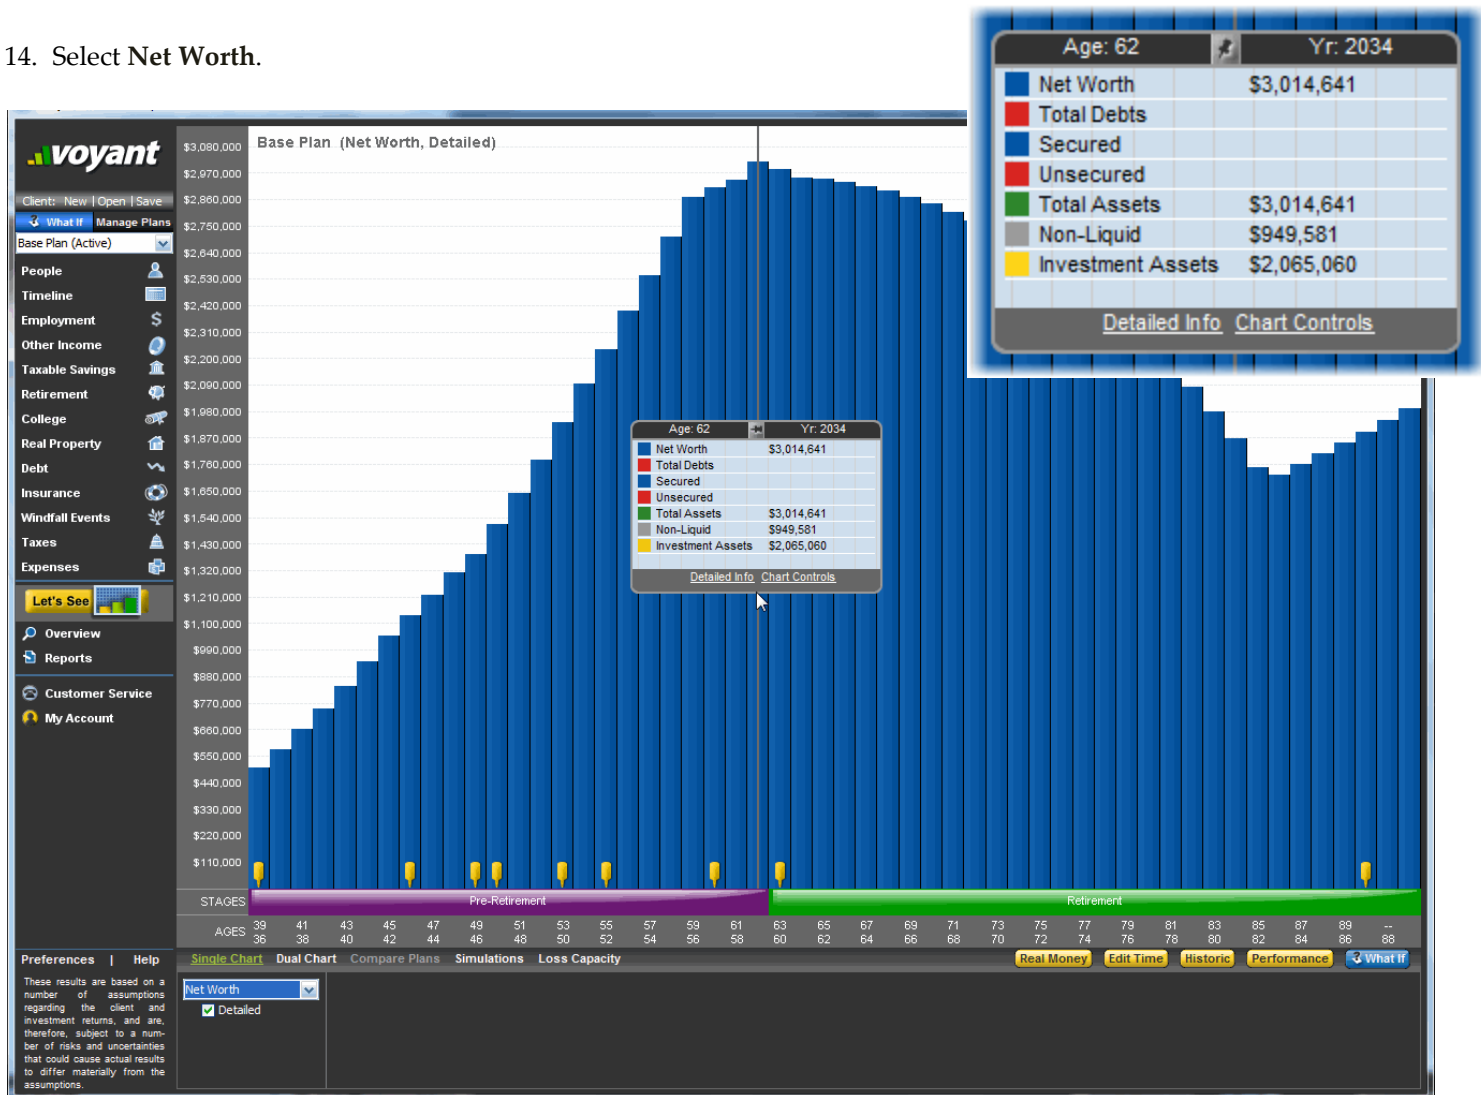 14. Select Net Worth.
Age: 62 Yr: 2034
Net Worth $3,014,641
Total Debts
Secured
Unsecured
Total Assets $3,014,641
Non-Liquid $949,581
Investment Assets $2,065,060
Detailed Info Chart Controls
voyant
Client: New | Open | Save
What If Manage Plans
Base Plan (Active)
People
Timeline
Employment
Other Income
Taxable Savings
Retirement
College
Real Property
Debt
Insurance
Windfall Events
Taxes
Expenses
Let's See
Overview
Reports
Customer Service
My Account
Preferences | Help
These results are based on a
number of assumptions
regarding the client and
investment returns, and are,
therefore, subject to a num-
ber of risks and uncertainties
that could cause actual results
to differ materially from the
assumptions.
Base Plan (Net Worth, Detailed)
$3,080,000
$2,970,000
$2,860,000
$2,750,000
$2,640,000
$2,530,000
$2,420,000
$2,310,000
$2,200,000
$2,090,000
$1,980,000
$1,870,000
$1,760,000
$1,650,000
$1,540,000
$1,430,000
$1,320,000
$1,210,000
$1,100,000
$990,000
$880,000
$770,000
$660,000
$550,000
$440,000
$330,000
$220,000
$110,000
Age: 62 Yr: 2034
Net Worth $3,014,641
Total Debts
Secured
Unsecured
Total Assets $3,014,641
Non-Liquid $949,581
Investment Assets $2,065,060
Detailed Info Chart Controls
STAGES Pre-Retirement Retirement
AGES 39 41 43 45 47 49 51 53 55 57 59 61 63 65 67 69 71 73 75 77 79 81 83 85 87 89 --
36 38 40 42 44 46 48 50 52 54 56 58 60 62 64 66 68 70 72 74 76 78 80 82 84 86 88
Single Chart Dual Chart Compare Plans Simulations Loss Capacity Real Money Edit Time Historic Performance What If
Net Worth
Detailed